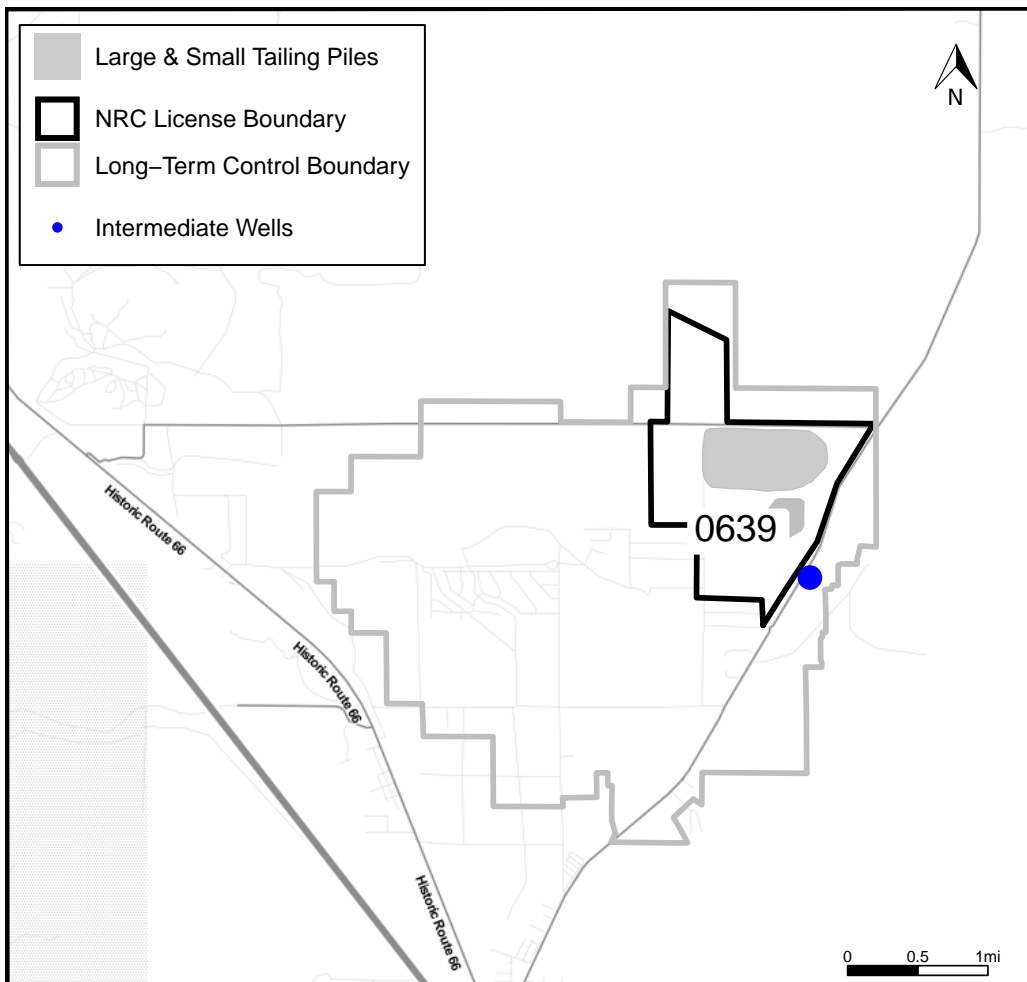 Large & Small Tailing Piles
NRC License Boundary
Long−Term Control Boundary
Intermediate Wells
N
Historic Route 66
0639
Historic Route 66
Historic Route 66
0 0.5 1mi